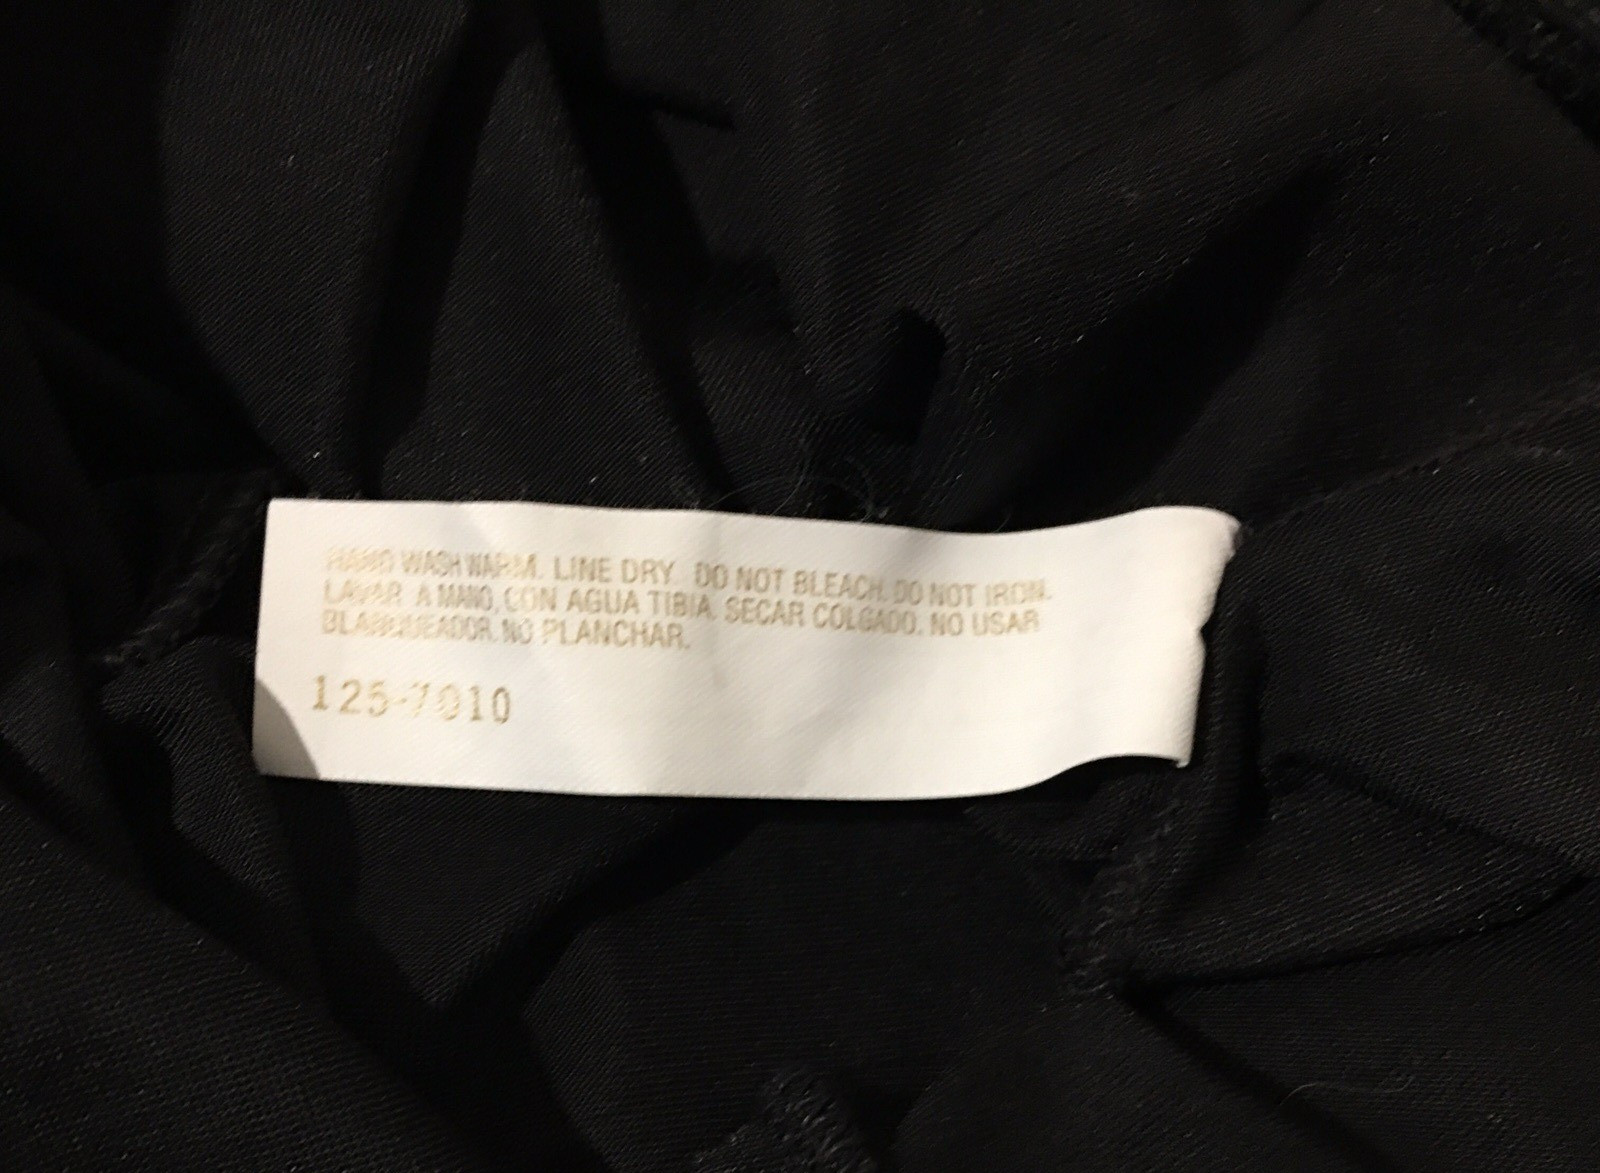 HAND WASH WARM. LINE DRY. DO NOT BLEACH. DO NOT IRON.
LAVAR A MANO, CON AGUA TIBIA. SECAR COLGADO. NO USAR
BLANQUEADOR. NO PLANCHAR.
125-7010